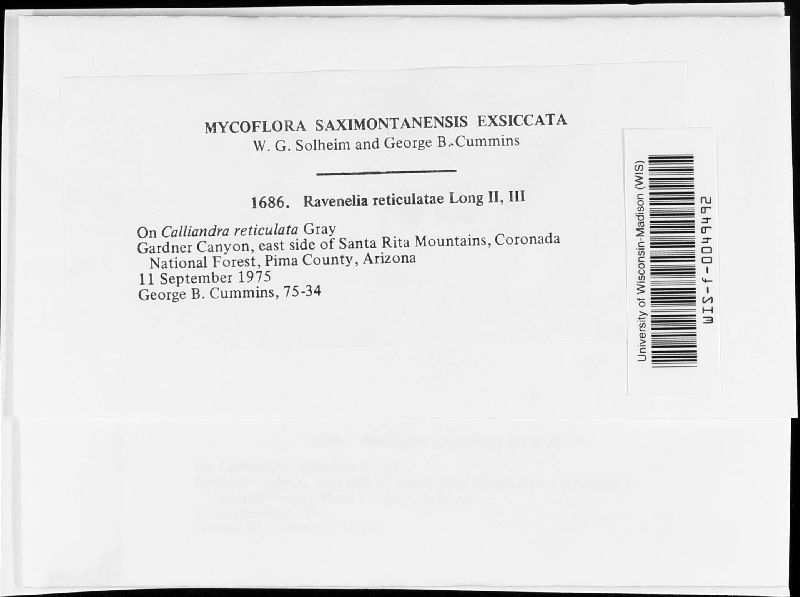 MYCOFLORA SAXIMONTANENSIS EXSICCATA
W. G. Solheim and George B. Cummins
1686. Ravenelia reticulatae Long II, III
On Calliandra reticulata Gray
Gardner Canyon, east side of Santa Rita Mountains, Coronada
National Forest, Pima County, Arizona
11 September 1975
George B. Cummins, 75-34
University of Wisconsin-Madison (WIS)
WIS-f-0049492